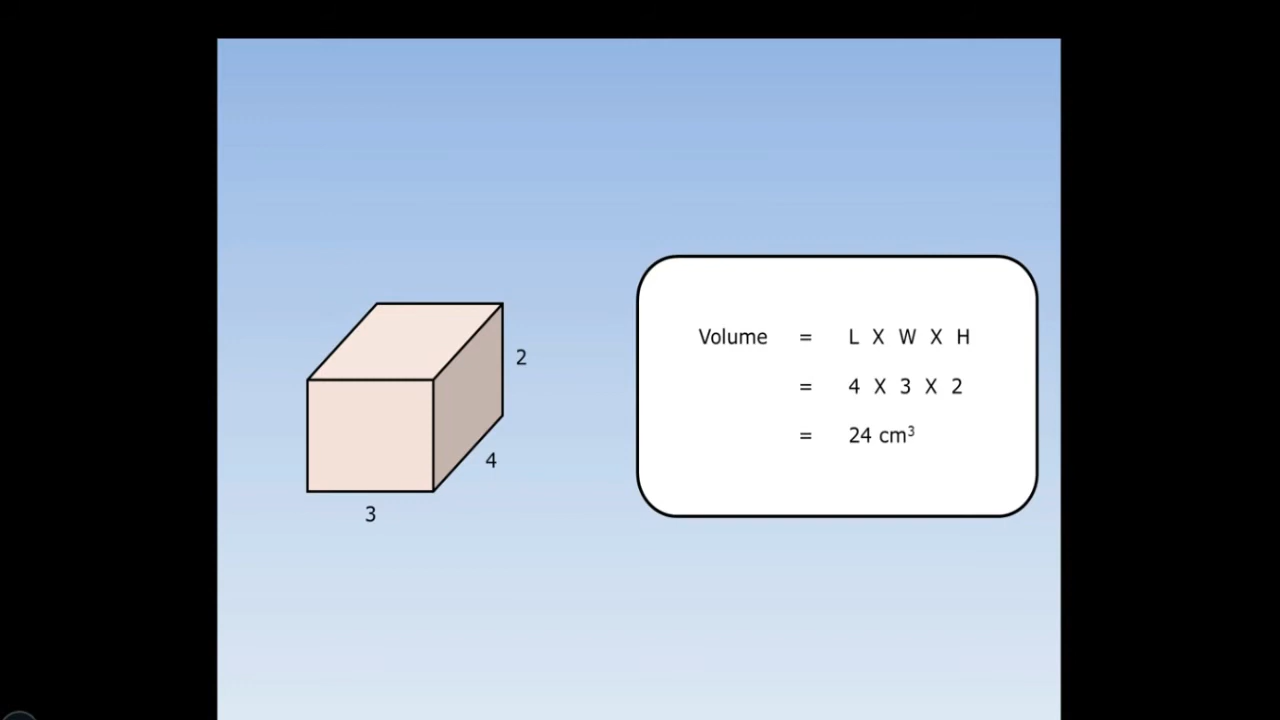 2
4
3
Volume = L X W X H
= 4 X 3 X 2
= 24 cm³